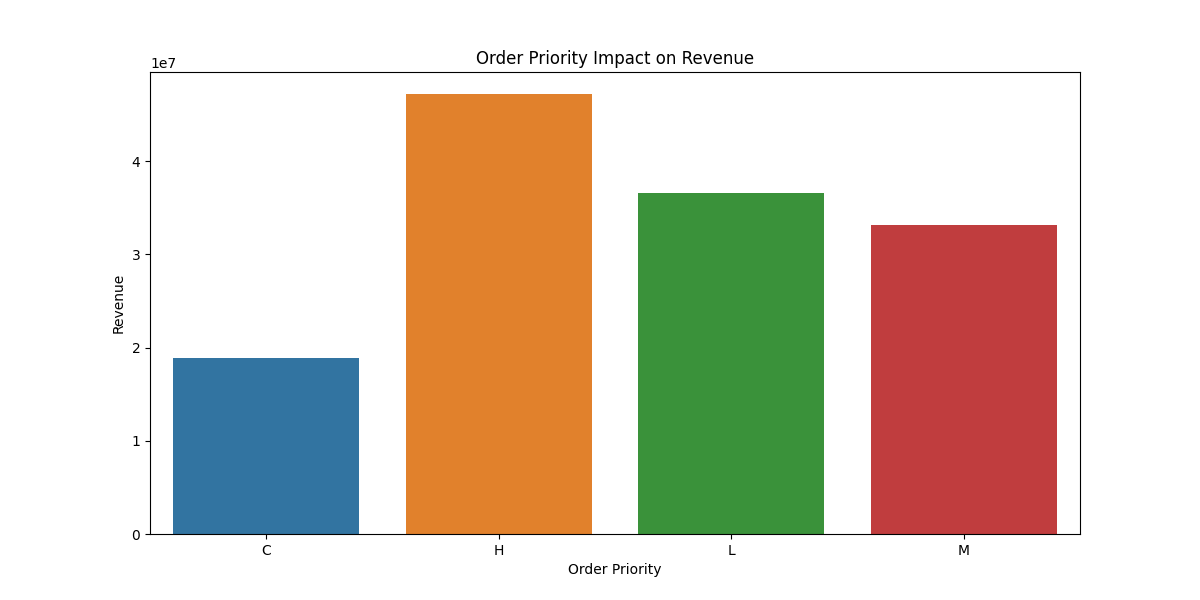 Order Priority Impact on Revenue
1e7
4
3
2
1
0
Revenue
C H L M
Order Priority